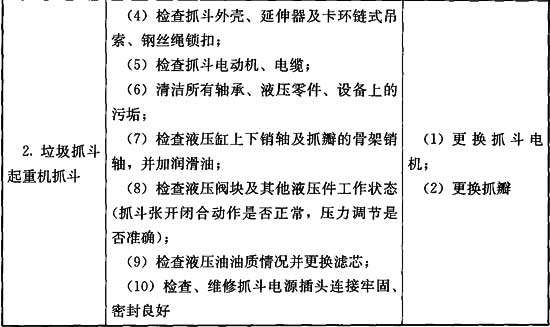 2. 垃圾抓斗
起重机抓斗
(4) 检查抓斗外壳、延伸器及卡环链式吊
索、钢丝绳锁扣；
(5) 检查抓斗电动机、电缆；
(6) 清洁所有轴承、液压零件、设备上的
污垢；
(7) 检查液压缸上下销轴及抓瓣的骨架销
轴，并加润滑油；
(8) 检查液压阀块及其他液压件工作状态
(抓斗张开闭合动作是否正常，压力调节是
否准确)；
(9) 检查液压油油质情况并更换滤芯；
(10) 检查、维修抓斗电源插头连接牢固、
密封良好
(1) 更换抓斗电
机；
(2) 更换抓瓣